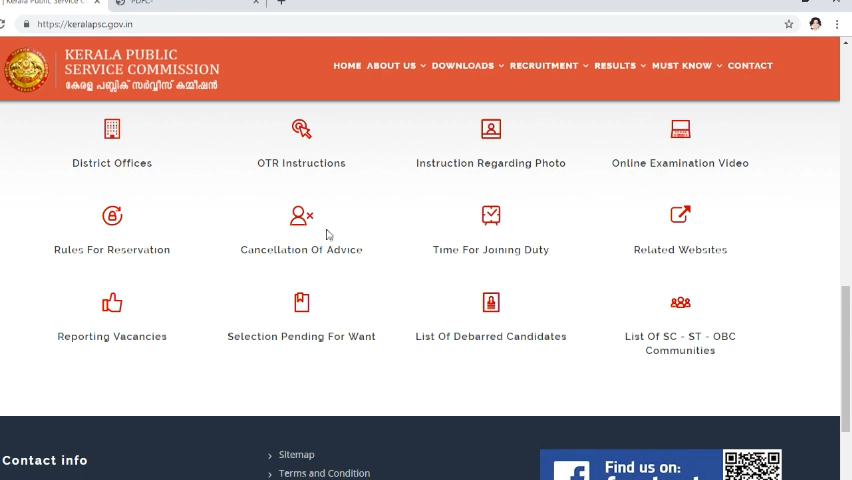 https://keralapsc.gov.in
KERALA PUBLIC
SERVICE COMMISSION
കേരള പബ്ലിക് സർവ്വീസ് കമ്മീഷൻ
HOME ABOUT US DOWNLOADS RECRUITMENT RESULTS MUST KNOW CONTACT
District Offices
OTR Instructions
Instruction Regarding Photo
Online Examination Video
Rules For Reservation
Cancellation Of Advice
Time For Joining Duty
Related Websites
Reporting Vacancies
Selection Pending For Want
List Of Debarred Candidates
List Of SC - ST - OBC
Communities
Contact info
Sitemap
Terms and Condition
Find us on: